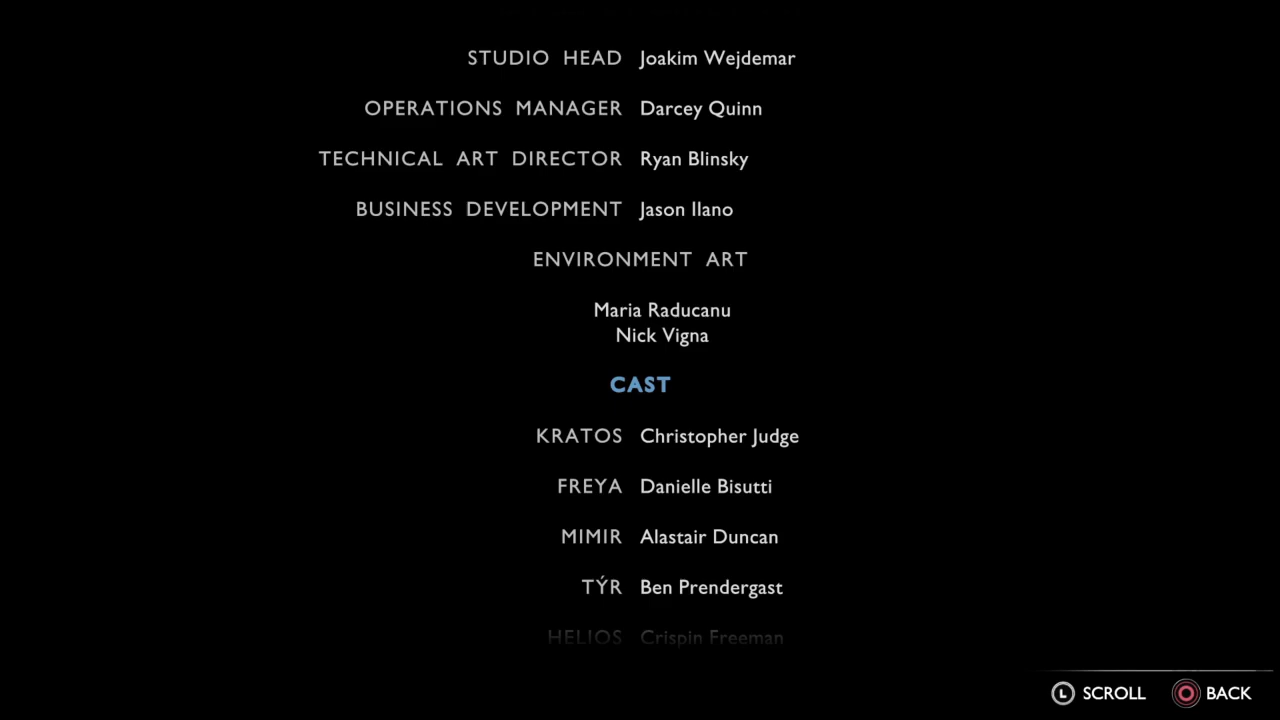 STUDIO HEAD Joakim Wejdemar
OPERATIONS MANAGER Darcey Quinn
TECHNICAL ART DIRECTOR Ryan Blinsky
BUSINESS DEVELOPMENT Jason Ilano
ENVIRONMENT ART
Maria Raducanu
Nick Vigna
CAST
KRATOS Christopher Judge
FREYA Danielle Bisutti
MIMIR Alastair Duncan
TÝR Ben Prendergast
HELIOS Crispin Freeman
L SCROLL BACK